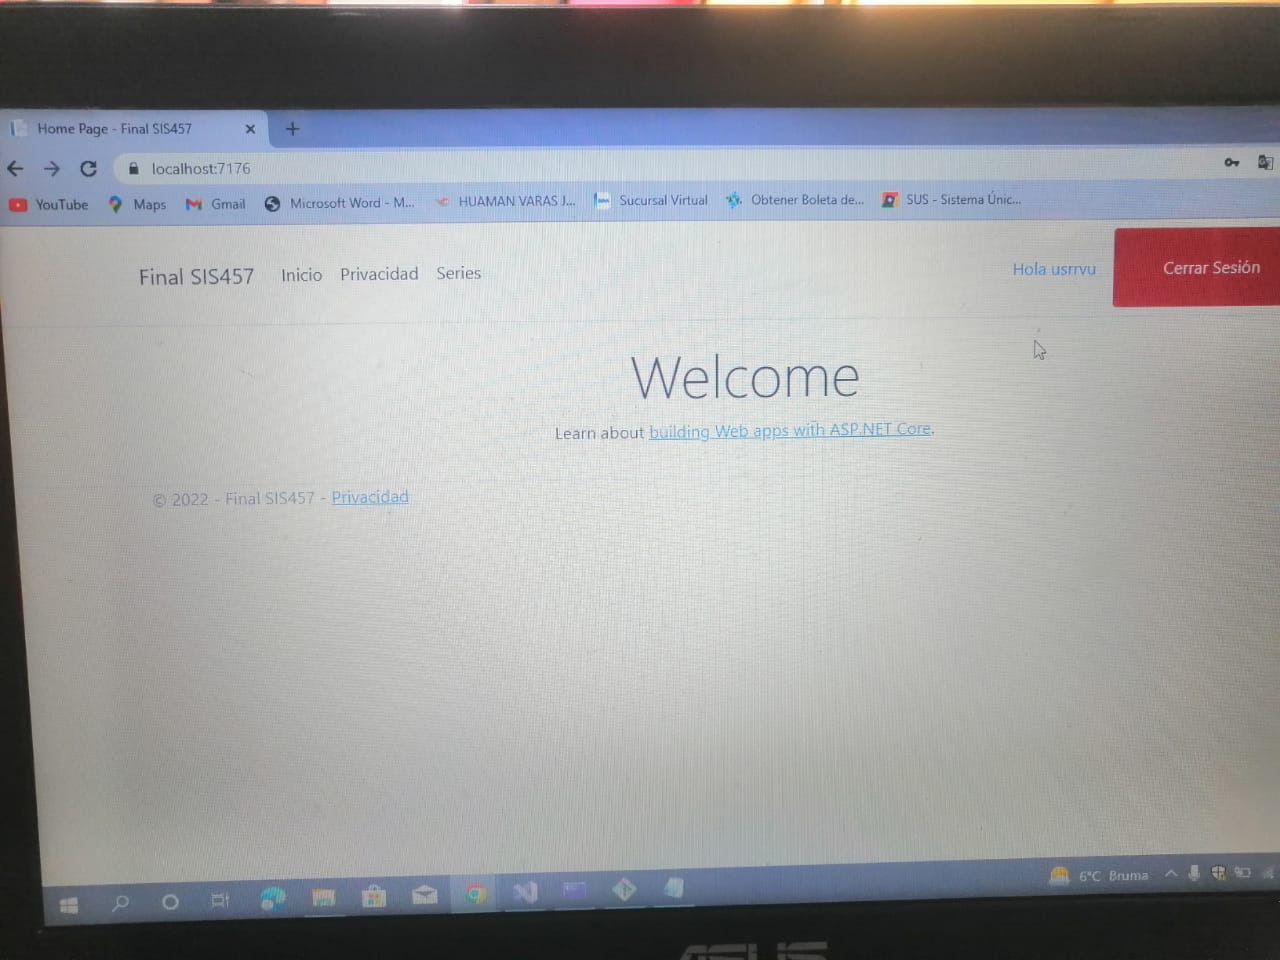 Home Page - Final SIS457
localhost:7176
YouTube Maps Gmail Microsoft Word - M... HUAMAN VARAS J... Sucursal Virtual Obtener Boleta de... SUS - Sistema Únic...
Final SIS457 Inicio Privacidad Series Hola usrrvu Cerrar Sesión
Welcome
Learn about building Web apps with ASP.NET Core.
© 2022 - Final SIS457 - Privacidad
6°C Bruma
ASUS